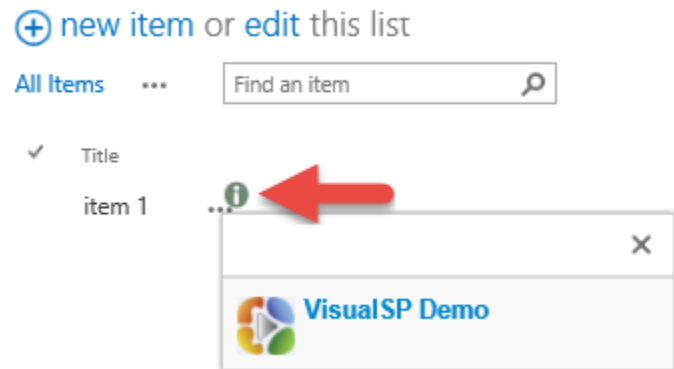 new item or edit this list
All Items ... Find an item
Title
item 1 ...
VisualSP Demo